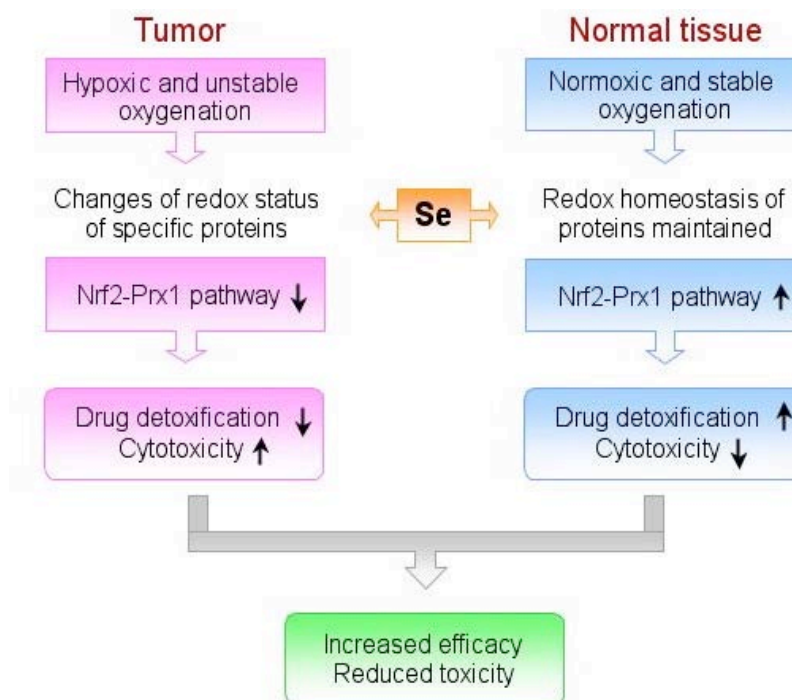 Tumor
Hypoxic and unstable
oxygenation
Changes of redox status
of specific proteins
Nrf2-Prx1 pathway ↓
Drug detoxification ↓
Cytotoxicity ↑
Se
Normal tissue
Normoxic and stable
oxygenation
Redox homeostasis of
proteins maintained
Nrf2-Prx1 pathway ↑
Drug detoxification ↑
Cytotoxicity ↓
Increased efficacy
Reduced toxicity